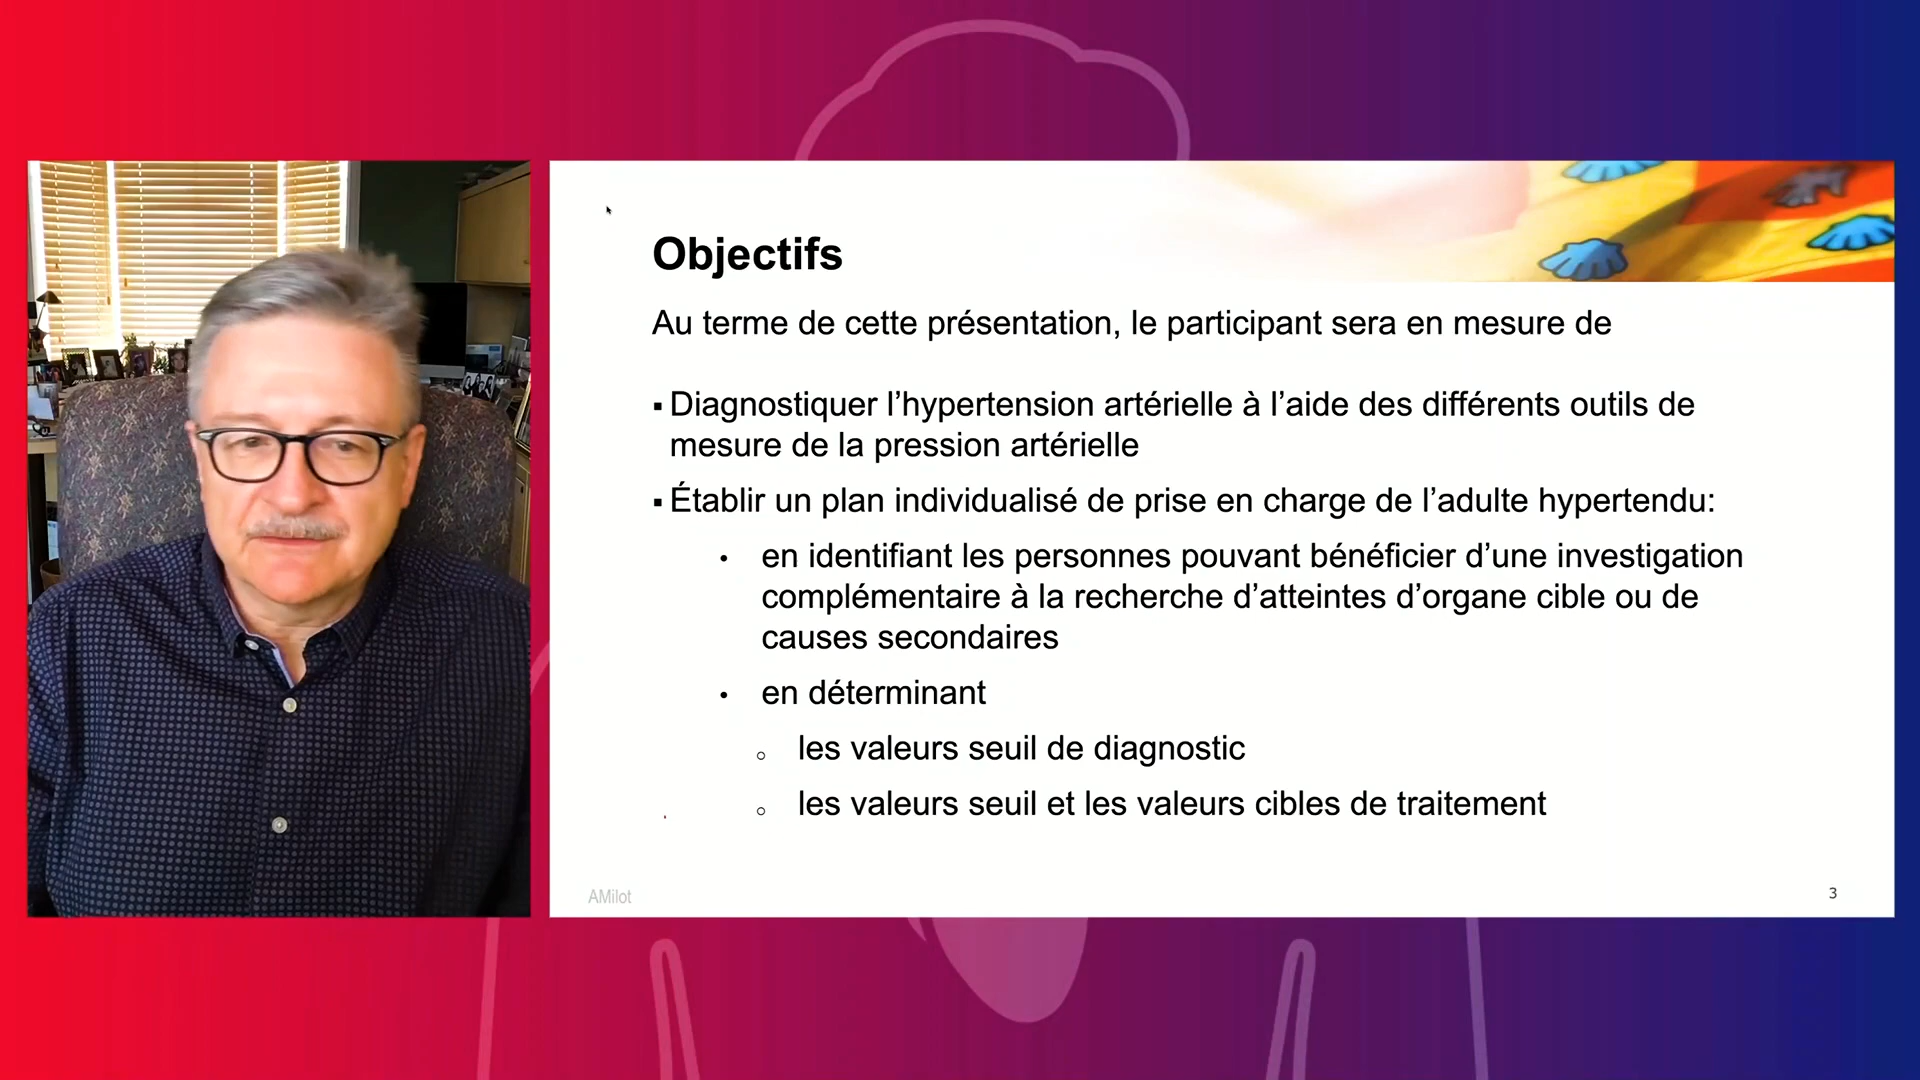 Objectifs
Au terme de cette présentation, le participant sera en mesure de
▪ Diagnostiquer l’hypertension artérielle à l’aide des différents outils de
mesure de la pression artérielle
▪ Établir un plan individualisé de prise en charge de l’adulte hypertendu:
• en identifiant les personnes pouvant bénéficier d’une investigation
complémentaire à la recherche d’atteintes d’organe cible ou de
causes secondaires
• en déterminant
○ les valeurs seuil de diagnostic
○ les valeurs seuil et les valeurs cibles de traitement
AMilot
3